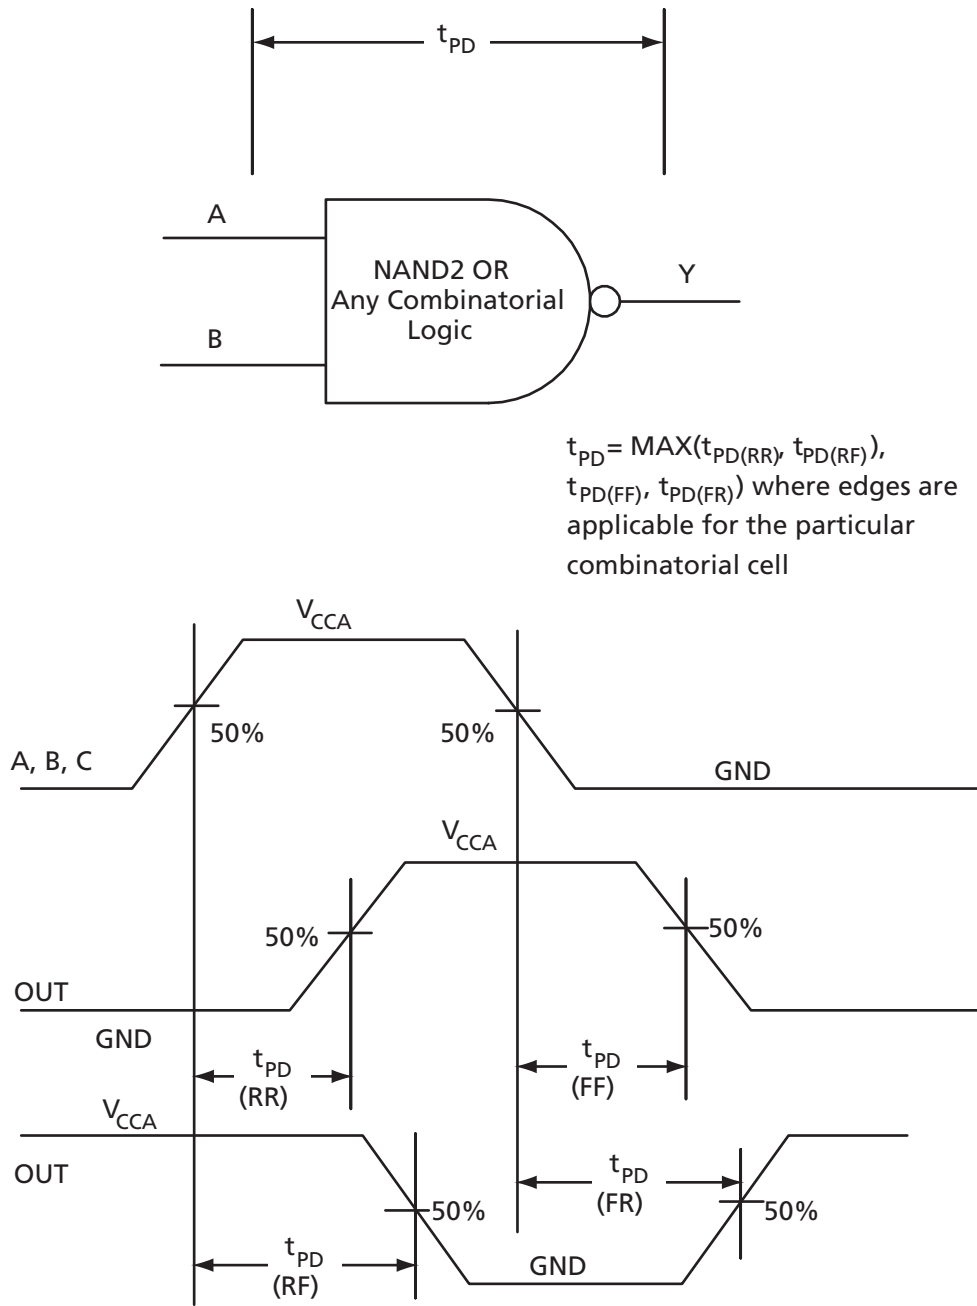 tPD
A
NAND2 OR
Any Combinatorial
Logic
Y
B
tPD= MAX(tPD(RR), tPD(RF)),
tPD(FF), tPD(FR)) where edges are
applicable for the particular
combinatorial cell
VCCA
50%
50%
A, B, C
GND
VCCA
50%
50%
OUT
GND
tPD
(RR)
tPD
(FF)
VCCA
OUT
tPD
(FR)
50%
50%
tPD
(RF)
GND